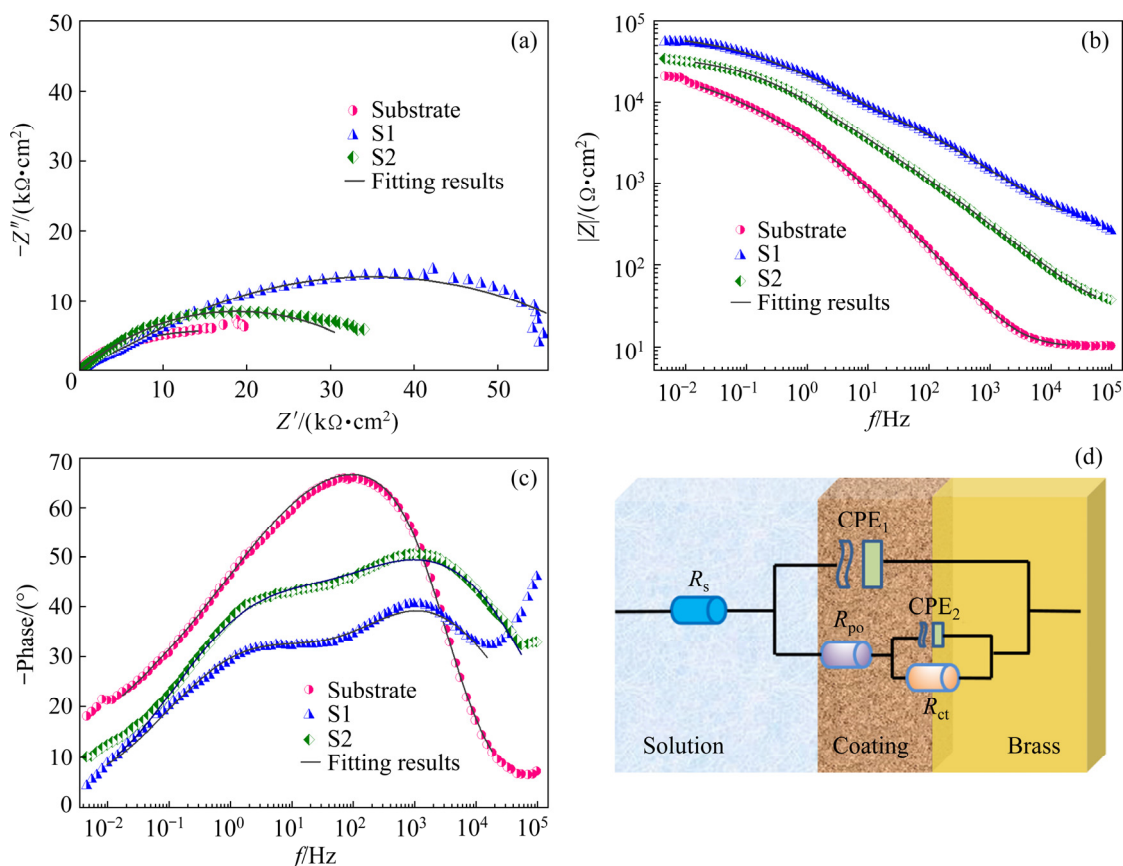 (a)
50
40
30
20
10
0
10
20
30
40
50
−Z″/(kΩ•cm²)
Z′/(kΩ•cm²)
Substrate
S1
S2
Fitting results
(b)
10⁵
10⁴
10³
10²
10¹
10⁻²
10⁻¹
10⁰
10¹
10²
10³
10⁴
10⁵
|Z|/(Ω•cm²)
f/Hz
Substrate
S1
S2
Fitting results
(c)
70
60
50
40
30
20
10
0
10⁻²
10⁻¹
10⁰
10¹
10²
10³
10⁴
10⁵
−Phase/(°)
f/Hz
Substrate
S1
S2
Fitting results
(d)
CPE₁
Rₛ
CPE₂
Rpo
Rct
Solution
Coating
Brass